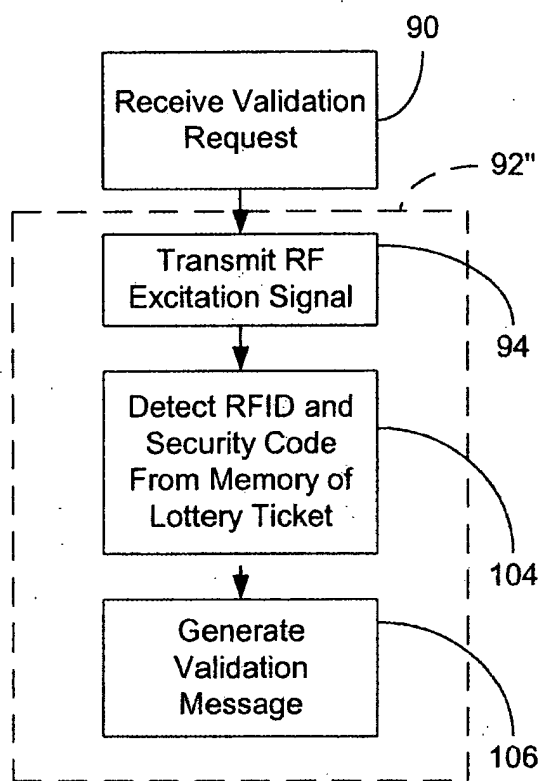 90
Receive Validation
Request
92"
Transmit RF
Excitation Signal
94
Detect RFID and
Security Code
From Memory of
Lottery Ticket
104
Generate
Validation
Message
106